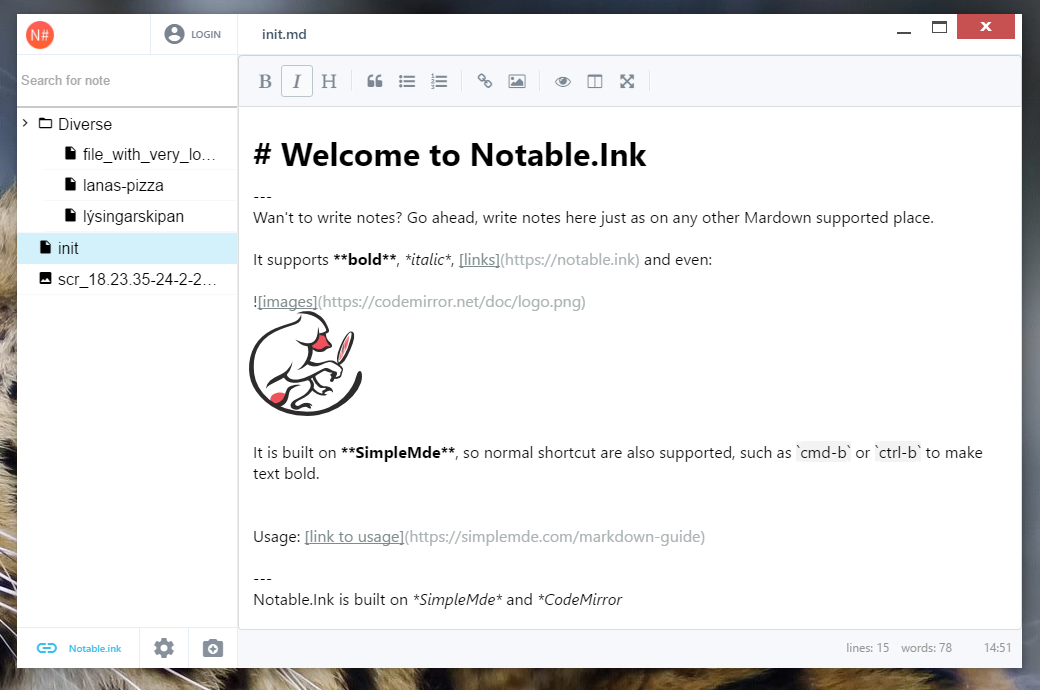 N#
LOGIN
init.md
Search for note
B I H
Diverse
file_with_very_lo...
lanas-pizza
lýsingarskipan
init
scr_18.23.35-24-2-2...
# Welcome to Notable.Ink
---
Wan't to write notes? Go ahead, write notes here just as on any other Mardown supported place.
It supports **bold**, *italic*, [links](https://notable.ink) and even:
![images](https://codemirror.net/doc/logo.png)
It is built on **SimpleMde**, so normal shortcut are also supported, such as `cmd-b` or `ctrl-b` to make
text bold.
Usage: [link to usage](https://simplemde.com/markdown-guide)
---
Notable.Ink is built on *SimpleMde* and *CodeMirror
Notable.ink
lines: 15 words: 78 14:51